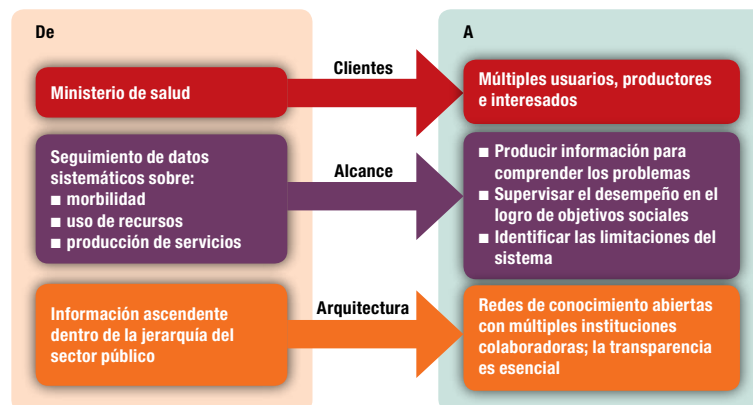 De
A
Clientes
Ministerio de salud
Múltiples usuarios, productores
e interesados
Seguimiento de datos
sistemáticos sobre:
■ morbilidad
■ uso de recursos
■ producción de servicios
Alcance
■ Producir información para
comprender los problemas
■ Supervisar el desempeño en el
logro de objetivos sociales
■ Identificar las limitaciones del
sistema
Información ascendente
dentro de la jerarquía del
sector público
Arquitectura
Redes de conocimiento abiertas
con múltiples instituciones
colaboradoras; la transparencia
es esencial